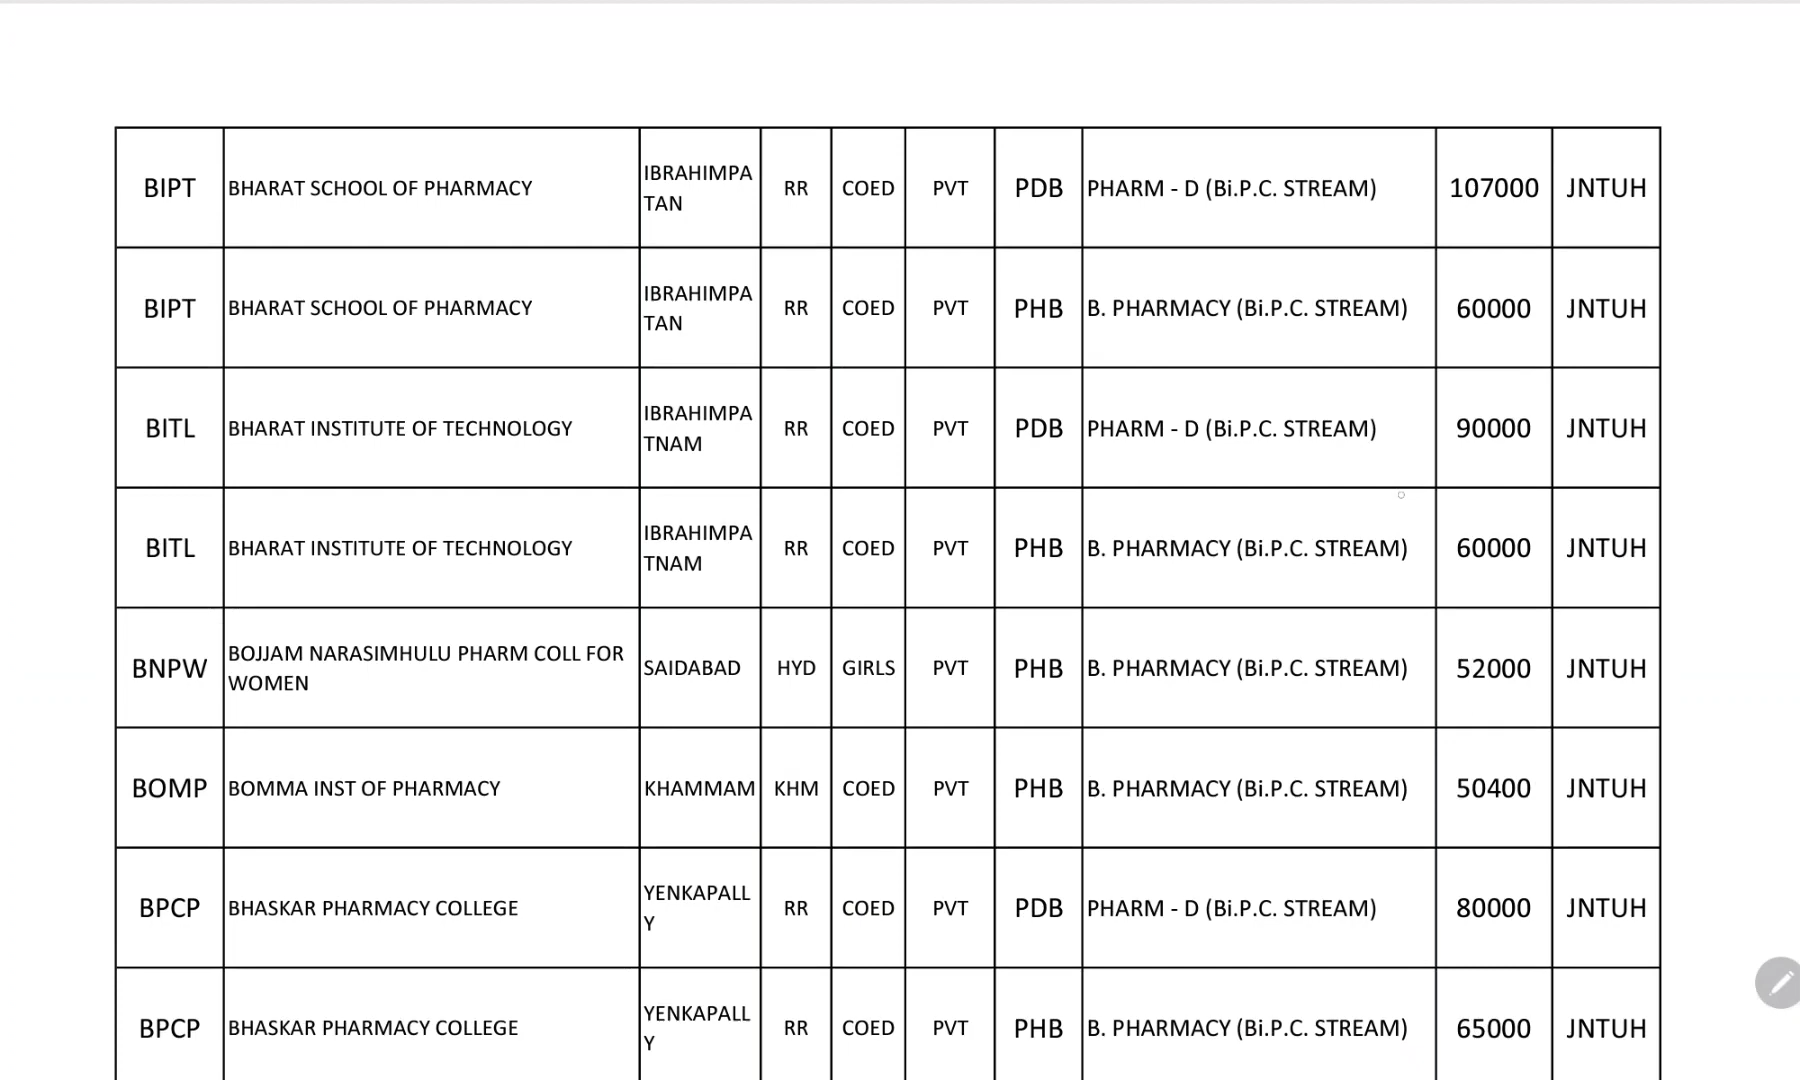 BIPT BHARAT SCHOOL OF PHARMACY IBRAHIMPA
TAN RR COED PVT PDB PHARM - D (Bi.P.C. STREAM) 107000 JNTUH
BIPT BHARAT SCHOOL OF PHARMACY IBRAHIMPA
TAN RR COED PVT PHB B. PHARMACY (Bi.P.C. STREAM) 60000 JNTUH
BITL BHARAT INSTITUTE OF TECHNOLOGY IBRAHIMPA
TNAM RR COED PVT PDB PHARM - D (Bi.P.C. STREAM) 90000 JNTUH
BITL BHARAT INSTITUTE OF TECHNOLOGY IBRAHIMPA
TNAM RR COED PVT PHB B. PHARMACY (Bi.P.C. STREAM) 60000 JNTUH
BNPW BOJJAM NARASIMHULU PHARM COLL FOR
WOMEN SAIDABAD HYD GIRLS PVT PHB B. PHARMACY (Bi.P.C. STREAM) 52000 JNTUH
BOMP BOMMA INST OF PHARMACY KHAMMAM KHM COED PVT PHB B. PHARMACY (Bi.P.C. STREAM) 50400 JNTUH
BPCP BHASKAR PHARMACY COLLEGE YENKAPALL
Y RR COED PVT PDB PHARM - D (Bi.P.C. STREAM) 80000 JNTUH
BPCP BHASKAR PHARMACY COLLEGE YENKAPALL
Y RR COED PVT PHB B. PHARMACY (Bi.P.C. STREAM) 65000 JNTUH